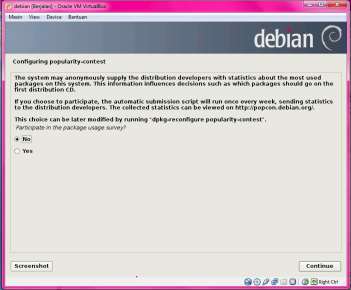 debian [Berjalan] - Oracle VM VirtualBox
Mesin View Device Bantuan
debian
Configuring popularity-contest
The system may anonymously supply the distribution developers with statistics about the most used
packages on this system. This information influences decisions such as which packages should go on the
first distribution CD.
If you choose to participate, the automatic submission script will run once every week, sending statistics
to the distribution developers. The collected statistics can be viewed on http://popcon.debian.org/.
This choice can be later modified by running "dpkg-reconfigure popularity-contest".
Participate in the package usage survey?
No
Yes
Screenshot
Continue
Right Ctrl